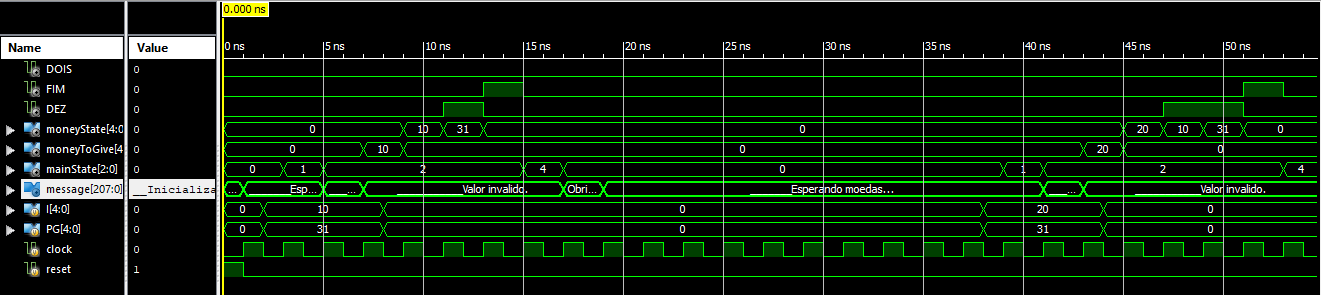 0.000 ns
Name Value 0 ns 5 ns 10 ns 15 ns 20 ns 25 ns 30 ns 35 ns 40 ns 45 ns 50 ns
DOIS 0
FIM 0
DEZ 0
moneyState[4:0 0 0 10 31 0 20 10 31 0
moneyToGive[4 0 0 10 0 20 0
mainState[2:0] 0 0 1 2 4 0 1 2 4
message[207:0] __Inicializa ... ______Esp... ____... Valor invalido. Obri... Esperando moedas... ___... Valor invalido.
I[4:0] 0 0 10 0 20 0
PG[4:0] 0 0 31 0 31 0
clock 0
reset 1